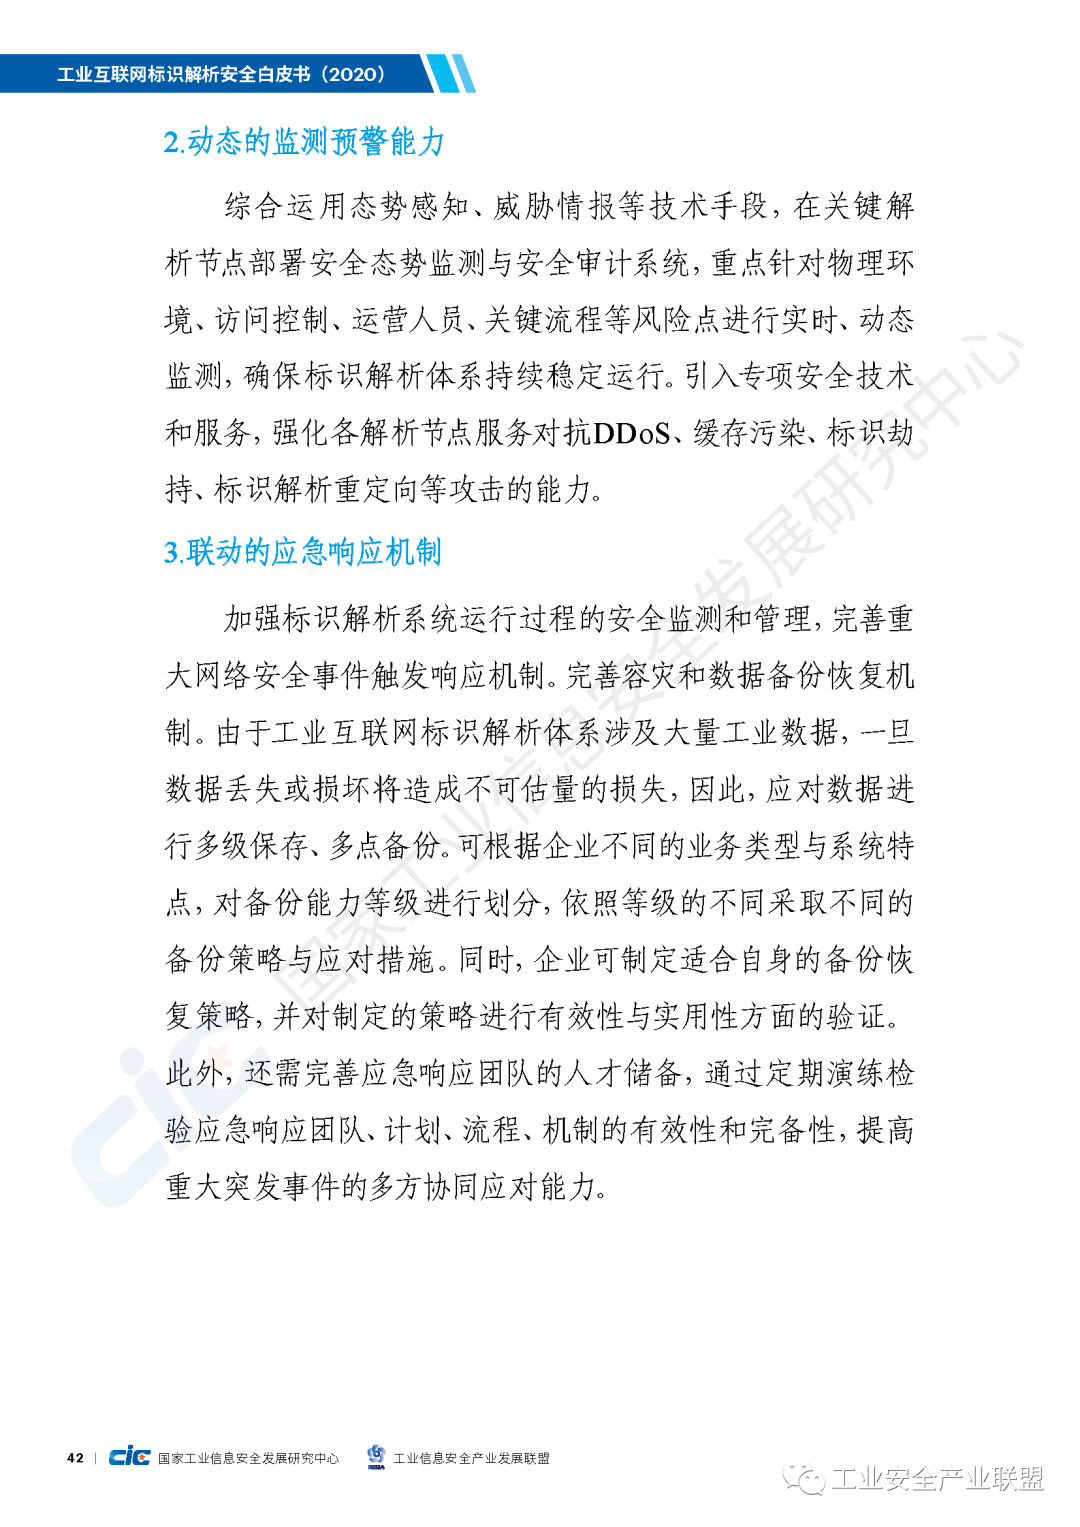 工业互联网标识解析安全白皮书（2020）
2.动态的监测预警能力
综合运用态势感知、威胁情报等技术手段，在关键解
析节点部署安全态势监测与安全审计系统，重点针对物理环
境、访问控制、运营人员、关键流程等风险点进行实时、动态
监测，确保标识解析体系持续稳定运行。引入专项安全技术
和服务，强化各解析节点服务对抗DDoS、缓存污染、标识劫
持、标识解析重定向等攻击的能力。
3.联动的应急响应机制
加强标识解析系统运行过程的安全监测和管理，完善重
大网络安全事件触发响应机制。完善容灾和数据备份恢复机
制。由于工业互联网标识解析体系涉及大量工业数据，一旦
数据丢失或损坏将造成不可估量的损失，因此，应对数据进
行多级保存、多点备份。可根据企业不同的业务类型与系统特
点，对备份能力等级进行划分，依照等级的不同采取不同的
备份策略与应对措施。同时，企业可制定适合自身的备份恢
复策略，并对制定的策略进行有效性与实用性方面的验证。
此外，还需完善应急响应团队的人才储备，通过定期演练检
验应急响应团队、计划、流程、机制的有效性和完备性，提高
重大突发事件的多方协同应对能力。
国家工业信息安全发展研究中心
CIC
42 | CIC 国家工业信息安全发展研究中心 工业信息安全产业发展联盟
工业安全产业联盟